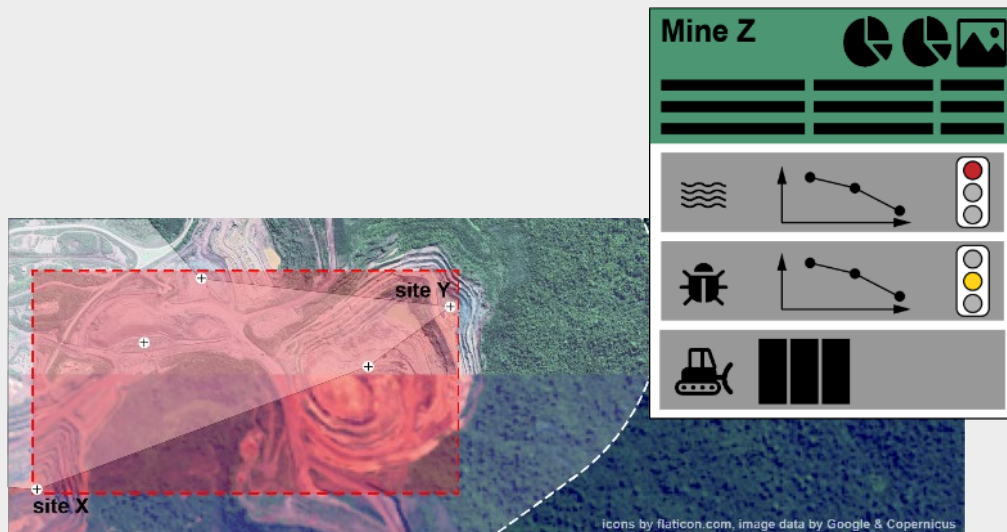 Mine Z
site Y
site X
icons by flaticon.com, image data by Google & Copernicus